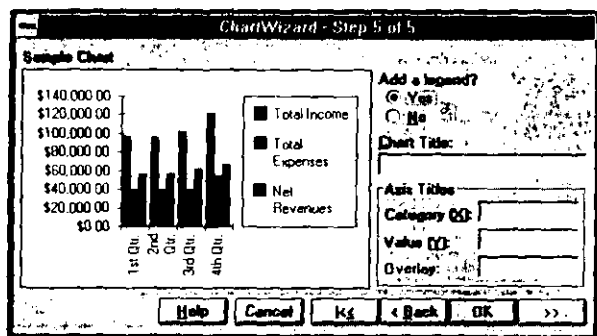 ChartWizard - Step 5 of 5
Sample Chart
$140,000.00
$120,000.00
$100,000.00
$80,000.00
$60,000.00
$40,000.00
$20,000.00
$0.00
1st Qtr.
2nd Qtr.
3rd Qtr.
4th Qtr.
Total Income
Total
Expenses
Net
Revenues
Add a legend?
Yes
No
Chart Title:
Axis Titles
Category (X):
Value (Y):
Overlay:
Help
Cancel
|<<
< Back
OK
>>